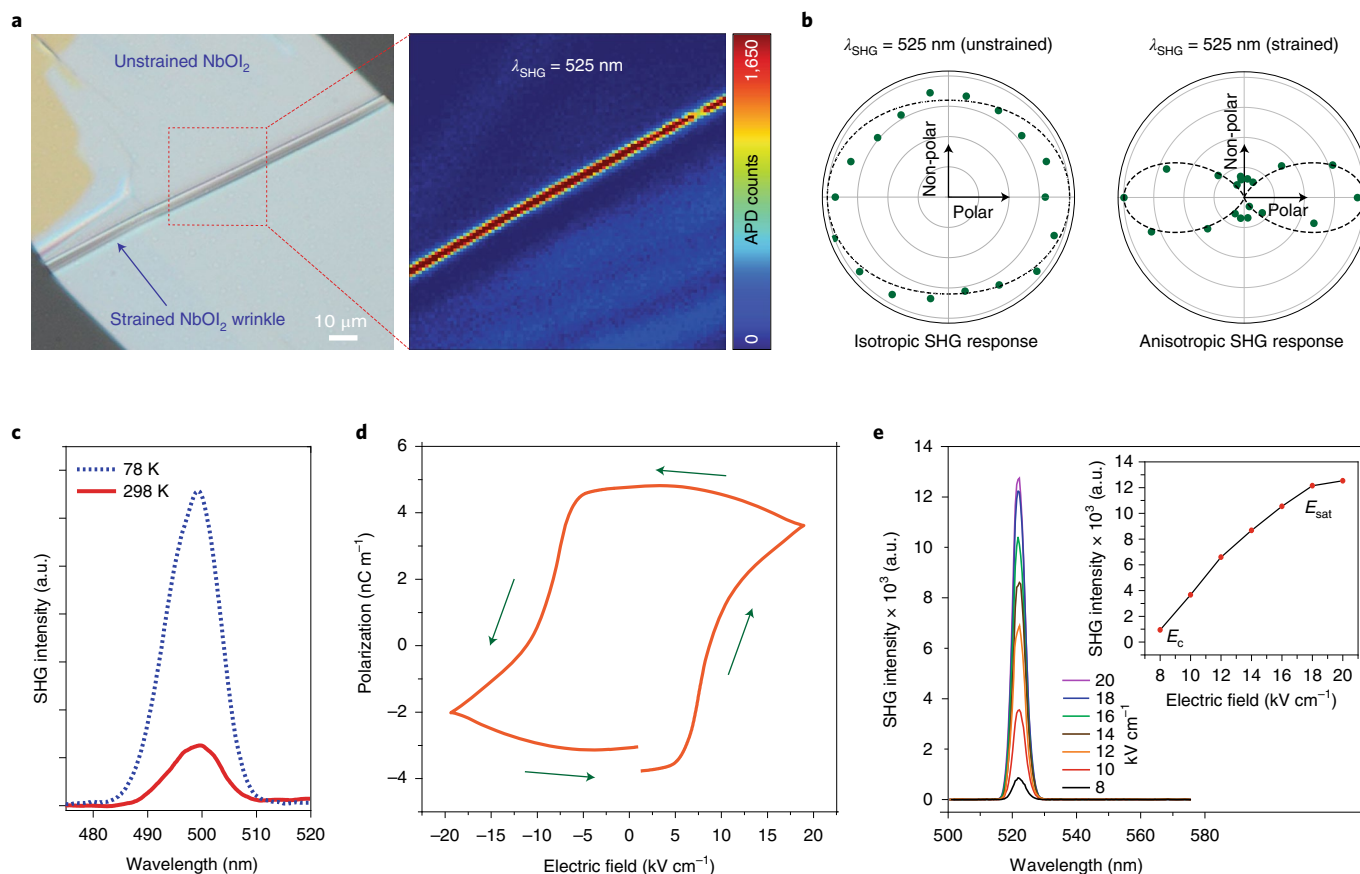 a
Unstrained NbOI₂
Strained NbOI₂ wrinkle
10 μm
λSHG = 525 nm
1,650
APD counts
0
b
λSHG = 525 nm (unstrained)
Non-polar
Polar
Isotropic SHG response
λSHG = 525 nm (strained)
Non-polar
Polar
Anisotropic SHG response
c
78 K
298 K
SHG intensity (a.u.)
480 490 500 510 520
Wavelength (nm)
d
6
4
2
0
−2
−4
Polarization (nC m⁻¹)
−20 −15 −10 −5 0 5 10 15 20
Electric field (kV cm⁻¹)
e
14
12
10
8
6
4
2
0
SHG intensity × 10³ (a.u.)
500 520 540 560 580
Wavelength (nm)
20
18
16
14
12
10
8
kV cm⁻¹
14
12
10
8
6
4
2
0
SHG intensity × 10³ (a.u.)
Esat
Ec
8 10 12 14 16 18 20
Electric field (kV cm⁻¹)